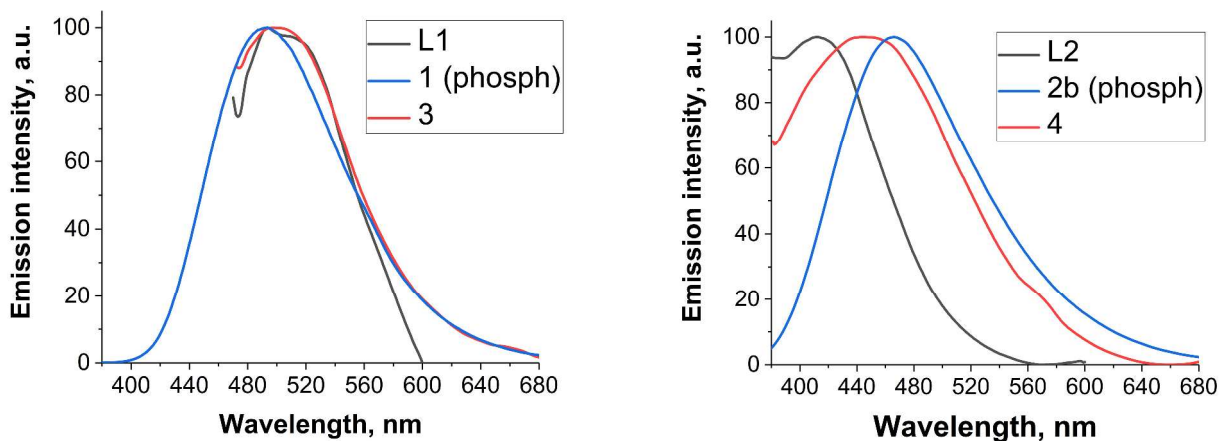 Emission intensity, a.u.
100
80
60
40
20
0
400 440 480 520 560 600 640 680
Wavelength, nm
L1
1 (phosph)
3
Emission intensity, a.u.
100
80
60
40
20
0
400 440 480 520 560 600 640 680
Wavelength, nm
L2
2b (phosph)
4